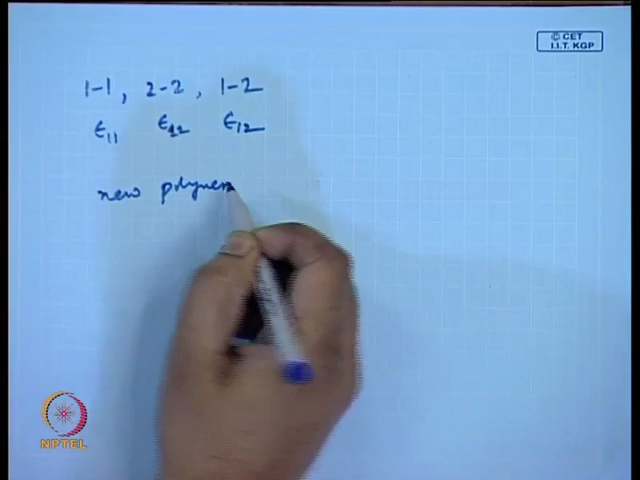 © CET
I.I.T. KGP
1-1, 2-2, 1-2
ϵ11 ϵ22 ϵ12
new polymer
NPTEL